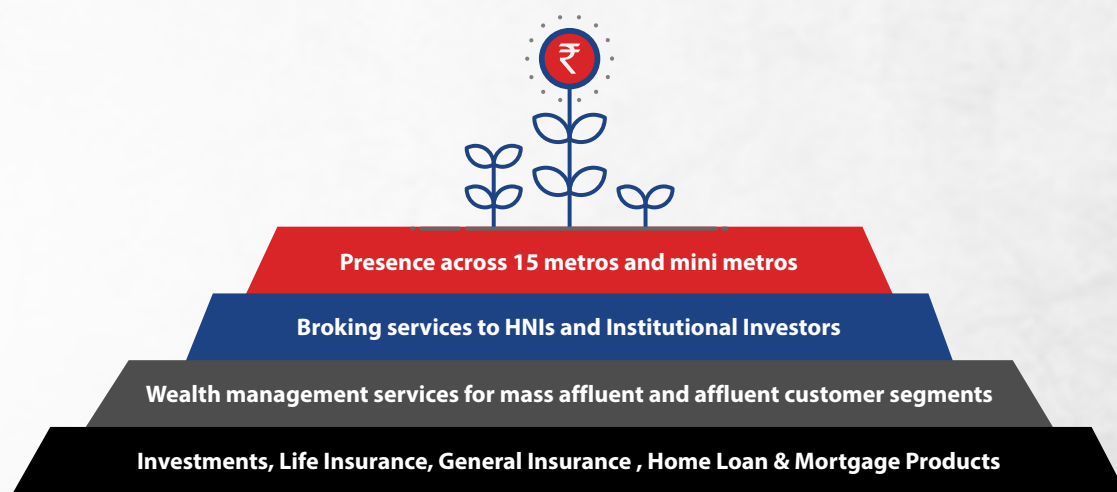 ₹
Presence across 15 metros and mini metros
Broking services to HNIs and Institutional Investors
Wealth management services for mass affluent and affluent customer segments
Investments, Life Insurance, General Insurance , Home Loan & Mortgage Products